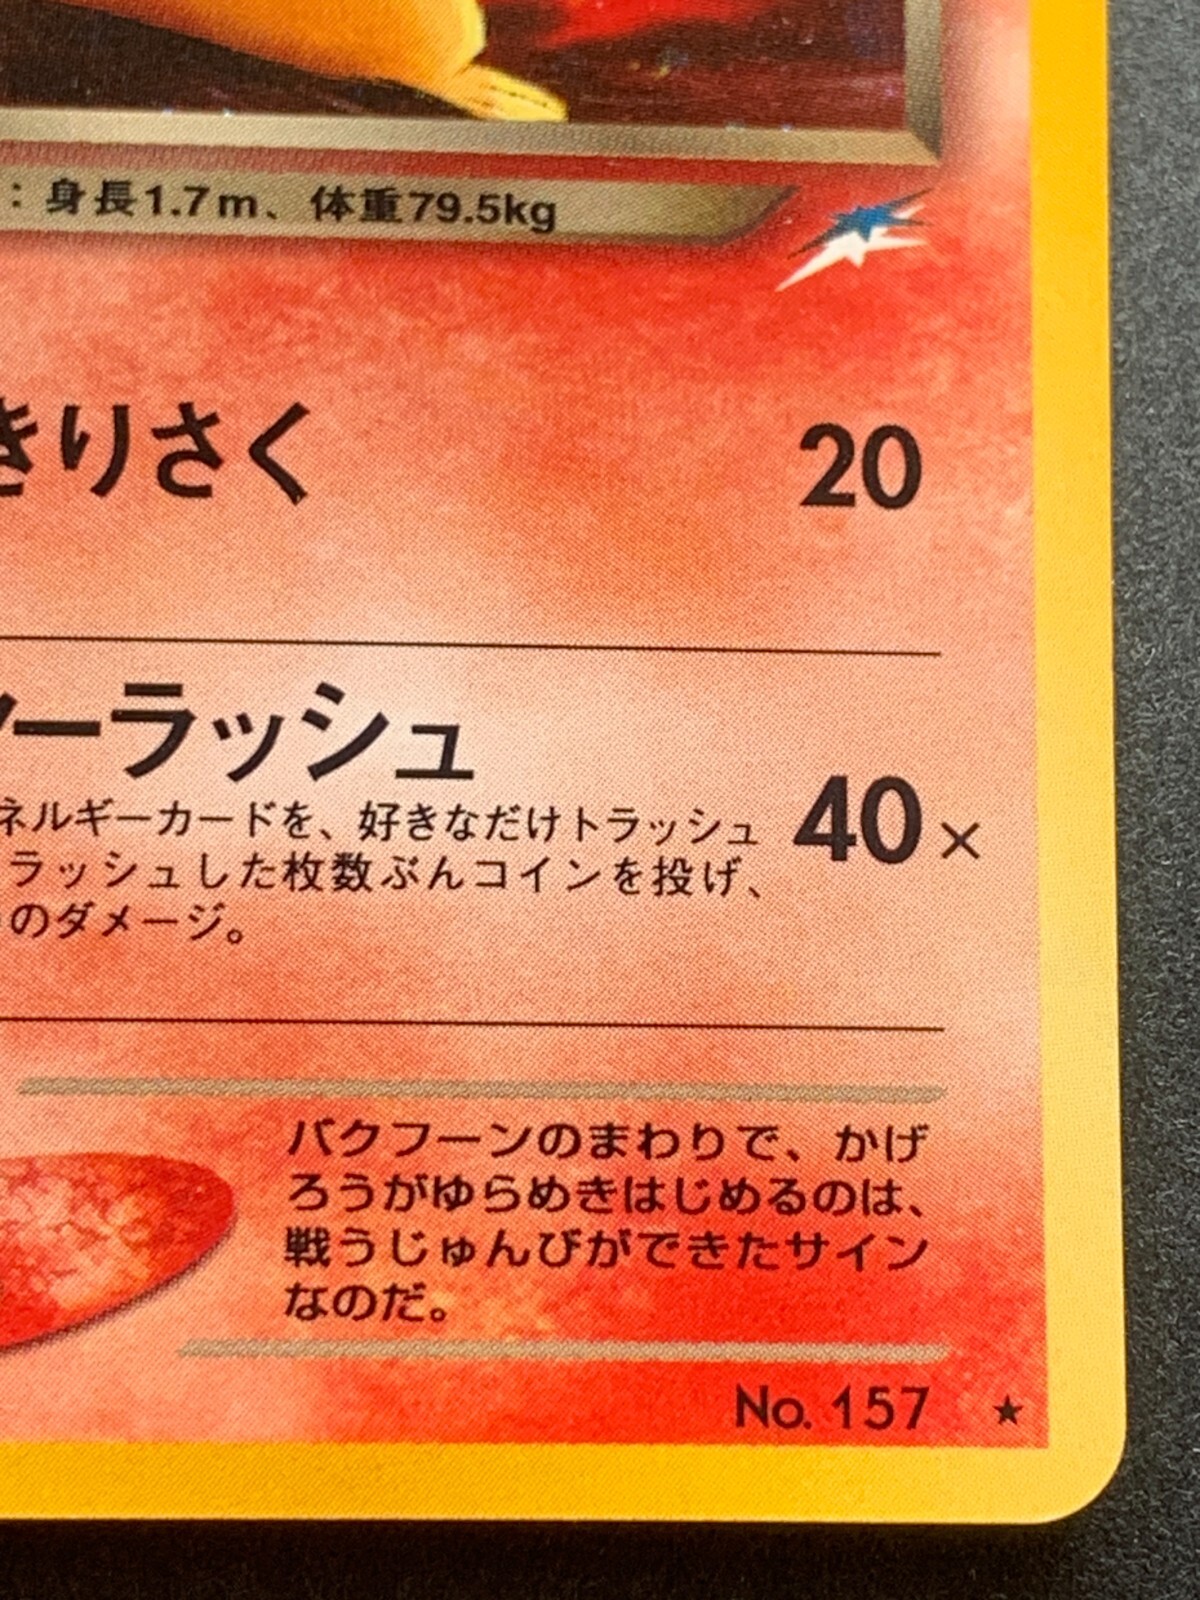 ：身長1.7m、体重79.5kg
きりさく
20
ーラッシュ
ネルギーカードを、好きなだけトラッシュ
ラッシュした枚数ぶんコインを投げ、
のダメージ。
40×
バクフーンのまわりで、かげ
ろうがゆらめきはじめるのは、
戦うじゅんびができたサイン
なのだ。
No. 157 ★